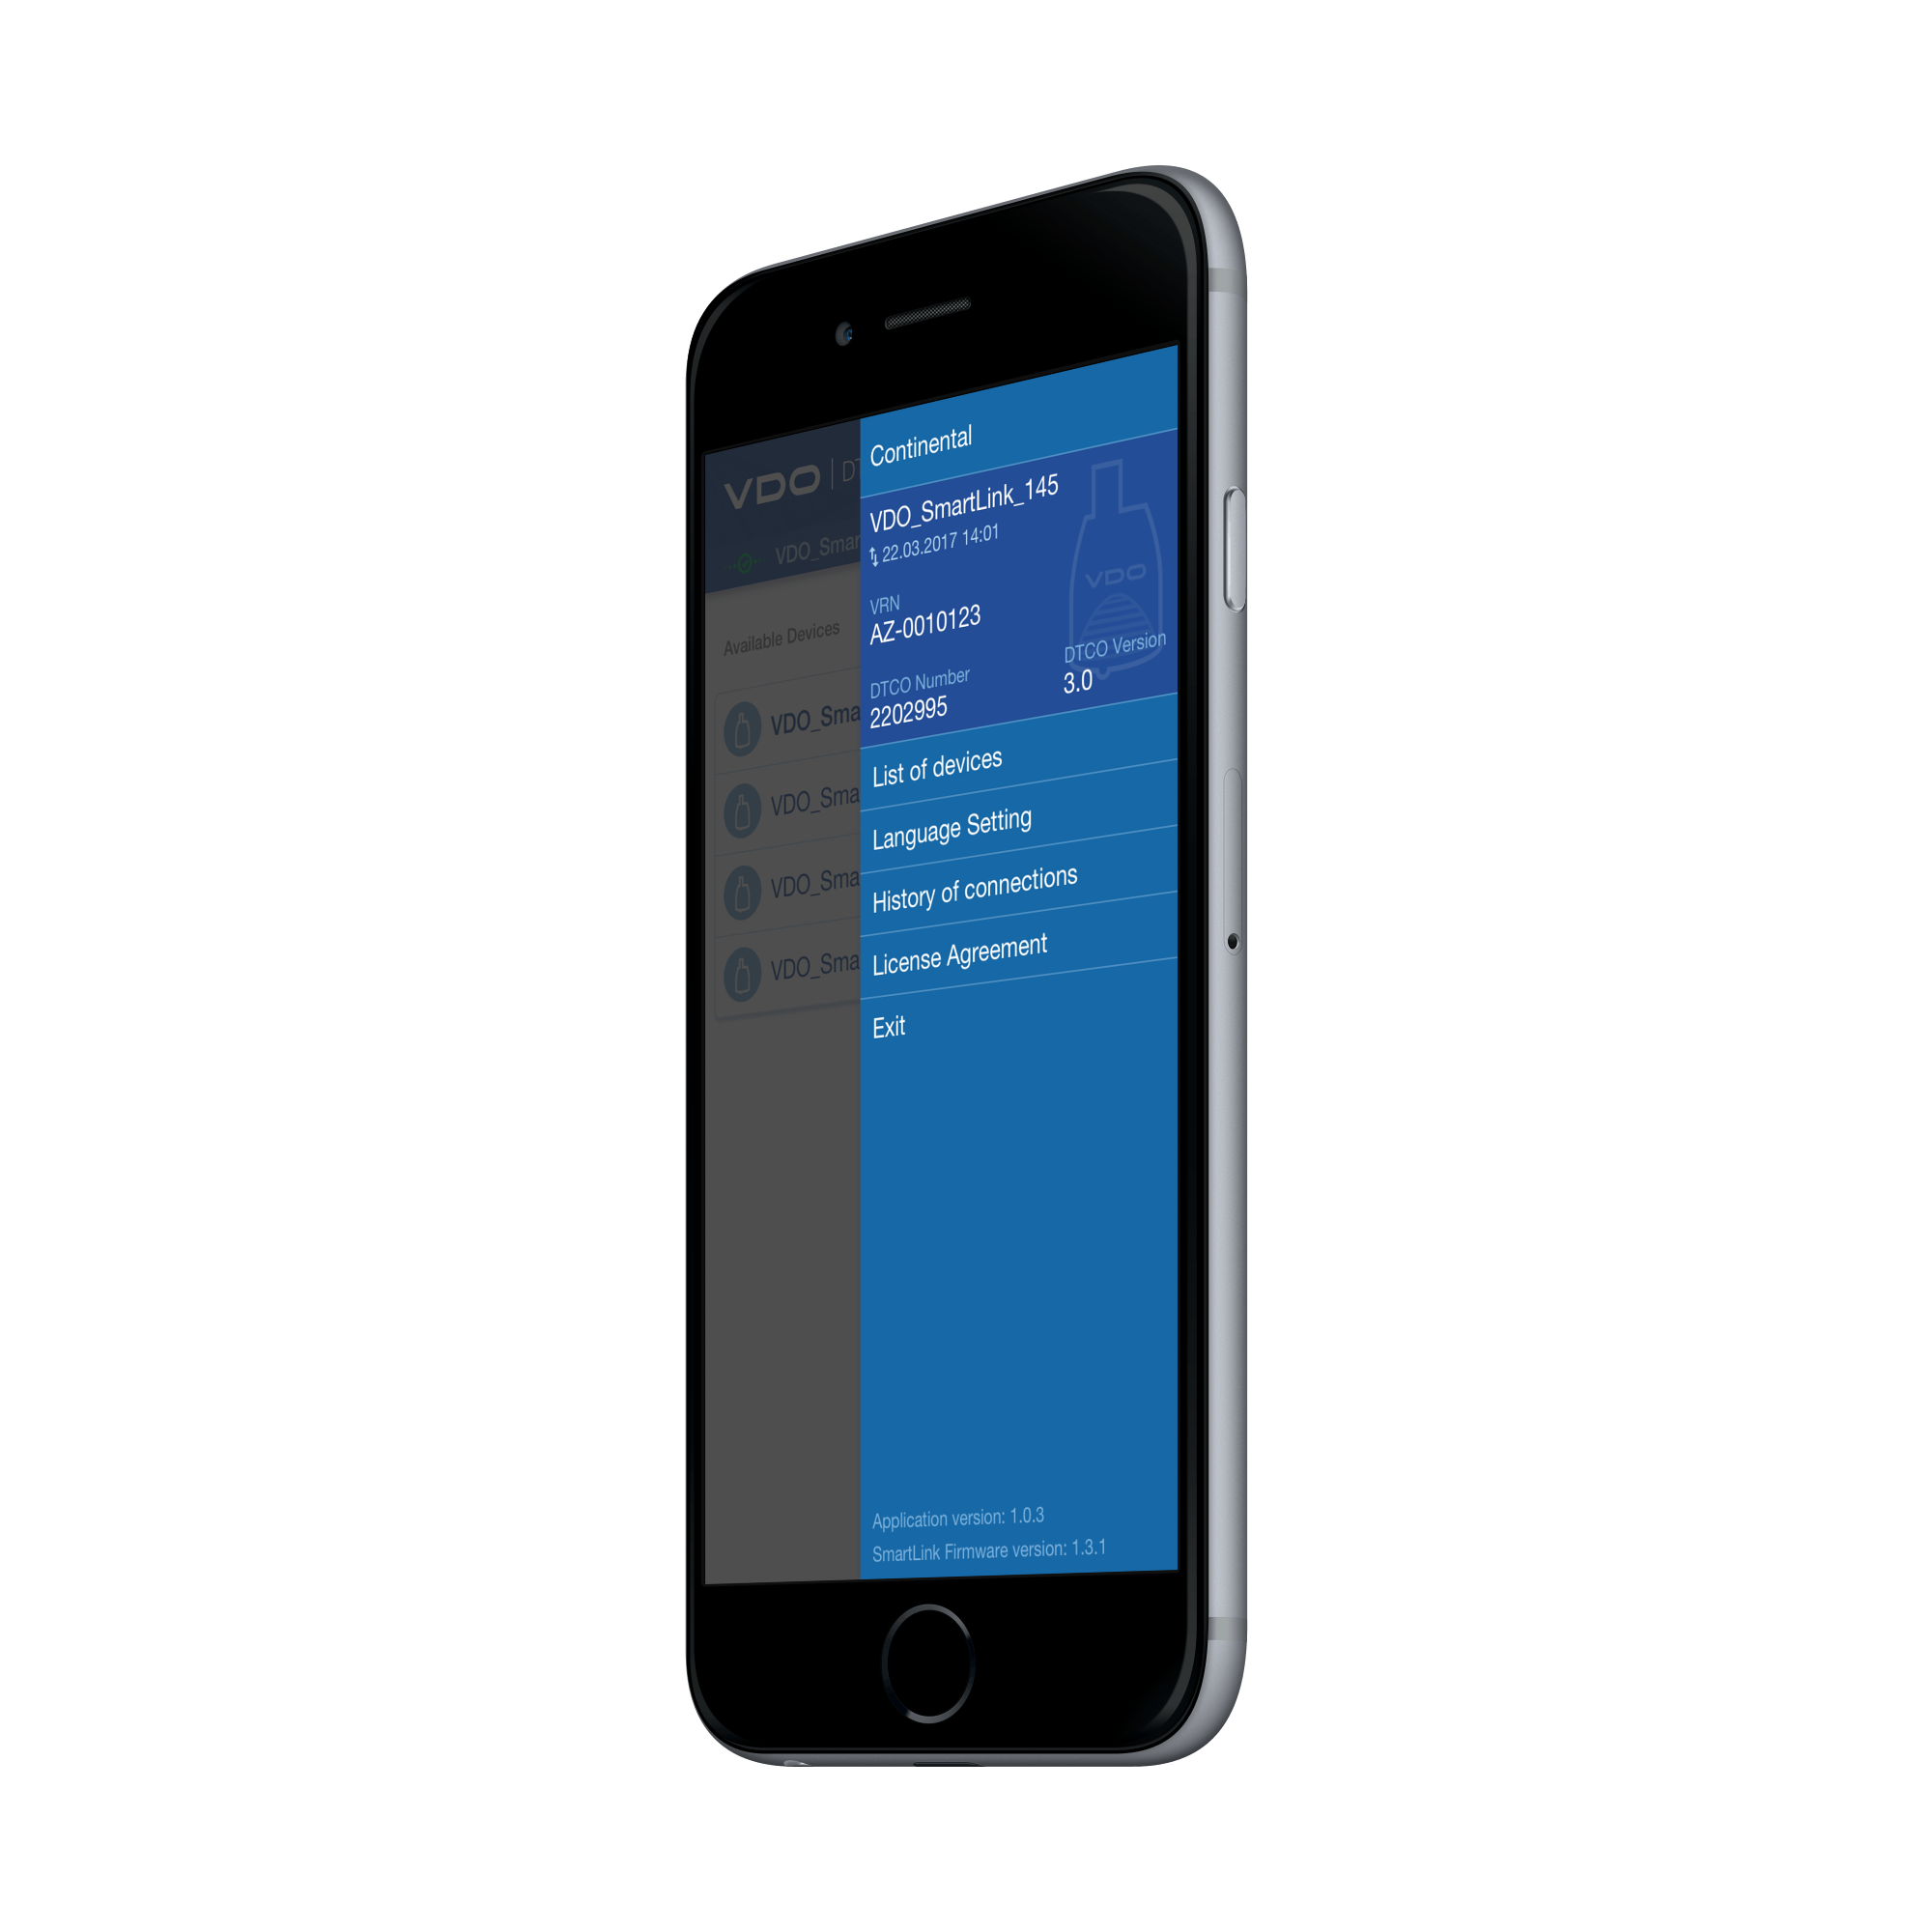 VDO
Continental
VDO_SmartLink_145
22.03.2017 14:01
VDO
VRN
AZ-0010123
DTCO Number
2202995
DTCO Version
3.0
List of devices
Language Setting
History of connections
License Agreement
Exit
Application version: 1.0.3
SmartLink Firmware version: 1.3.1
VDO_Smar
Available Devices
VDO_Sma
VDO_Sma
VDO_Sma
VDO_Sma